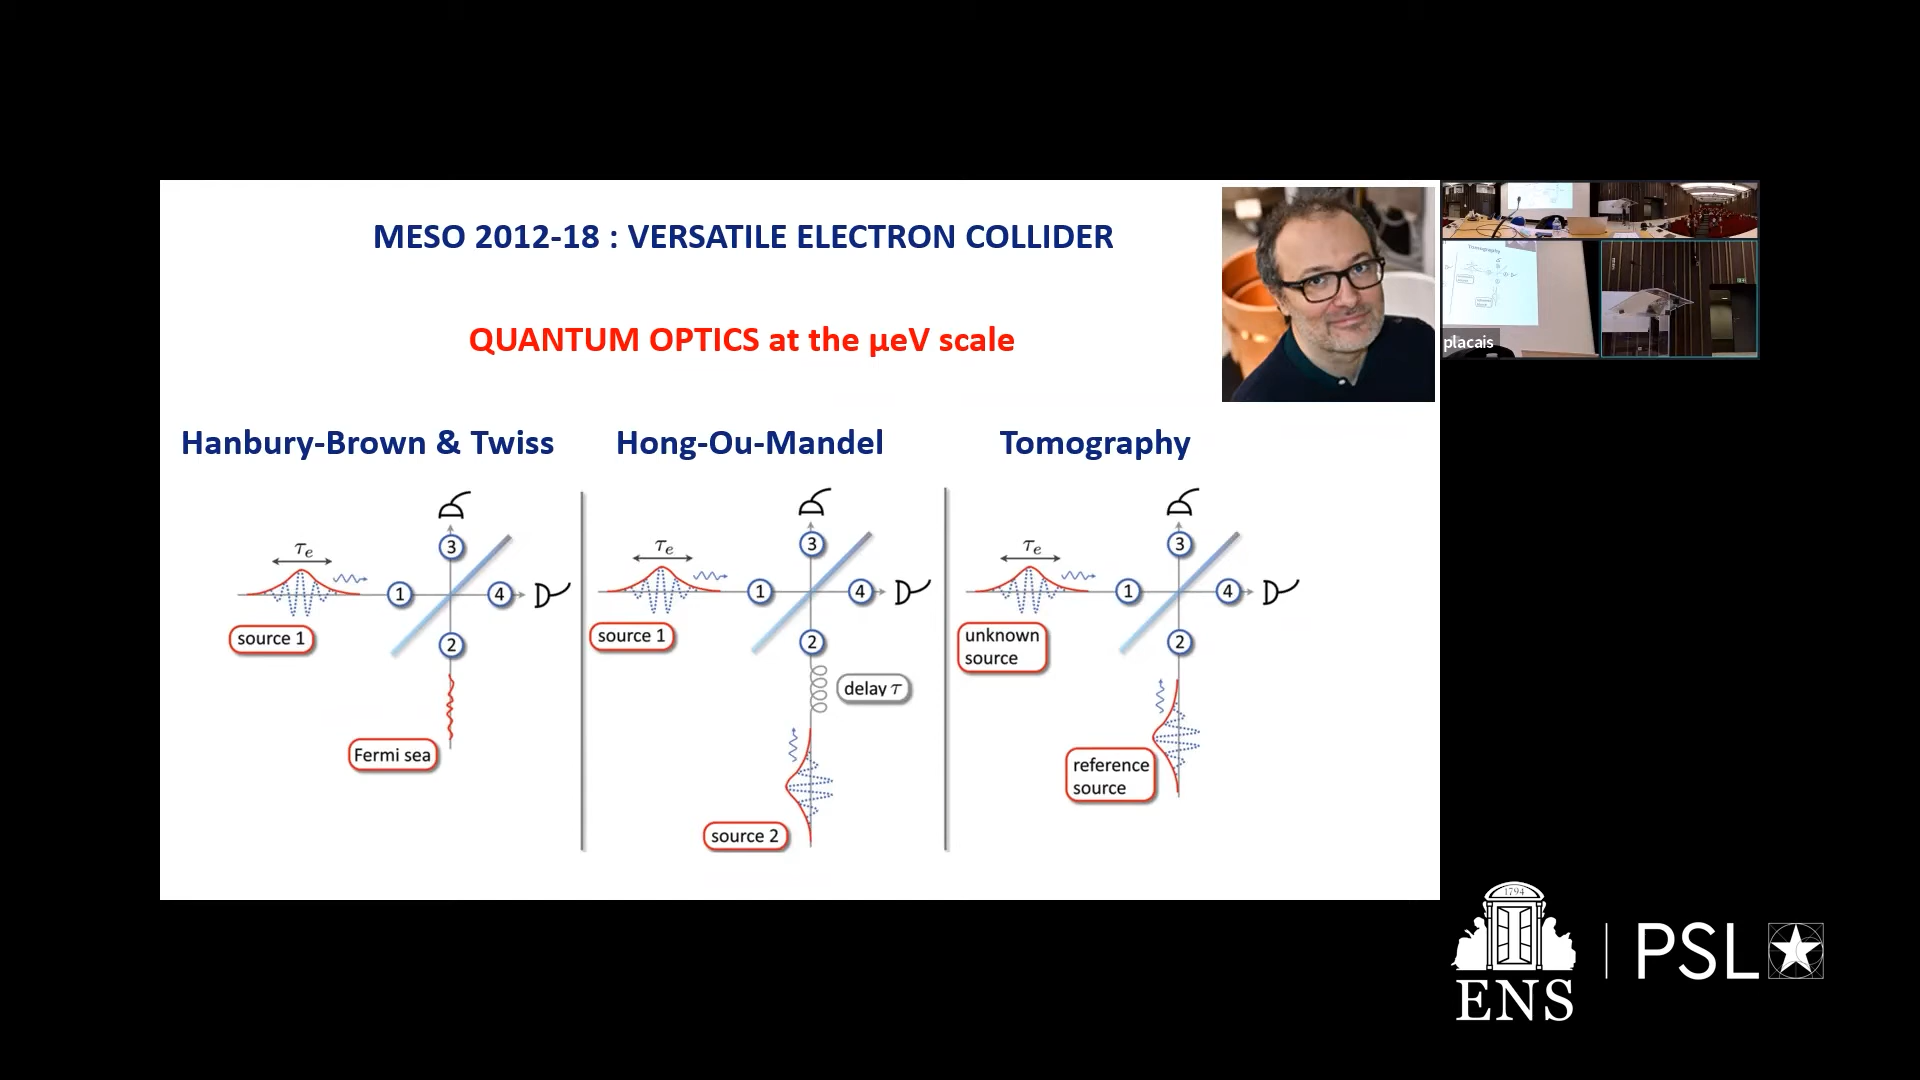 MESO 2012-18 : VERSATILE ELECTRON COLLIDER
QUANTUM OPTICS at the µeV scale
placais
Tomography
Hanbury-Brown & Twiss
Hong-Ou-Mandel
Tomography
τe
1
2
3
4
source 1
Fermi sea
τe
1
2
3
4
source 1
delay τ
source 2
τe
1
2
3
4
unknown
source
reference
source
1794
ENS
PSL